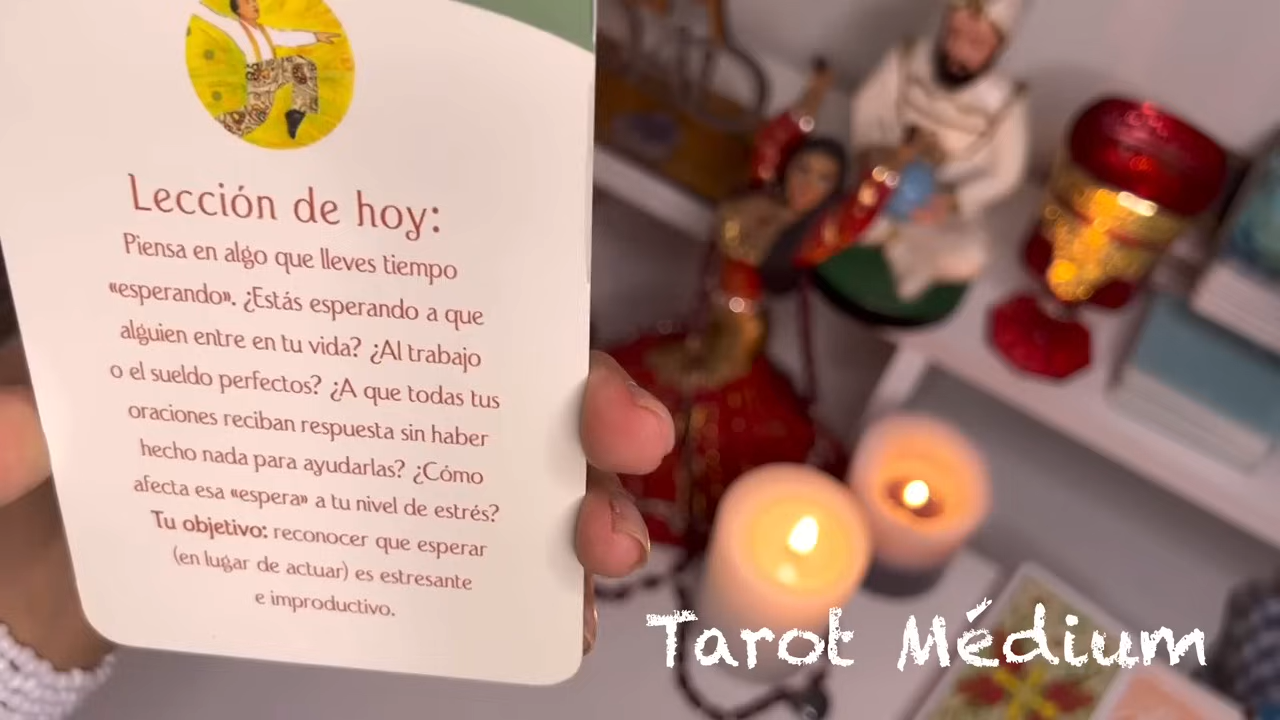 Lección de hoy:
Piensa en algo que lleves tiempo
«esperando». ¿Estás esperando a que
alguien entre en tu vida? ¿Al trabajo
o el sueldo perfectos? ¿A que todas tus
oraciones reciban respuesta sin haber
hecho nada para ayudarlas? ¿Cómo
afecta esa «espera» a tu nivel de estrés?
Tu objetivo: reconocer que esperar
(en lugar de actuar) es estresante
e improductivo.
Tarot Médium